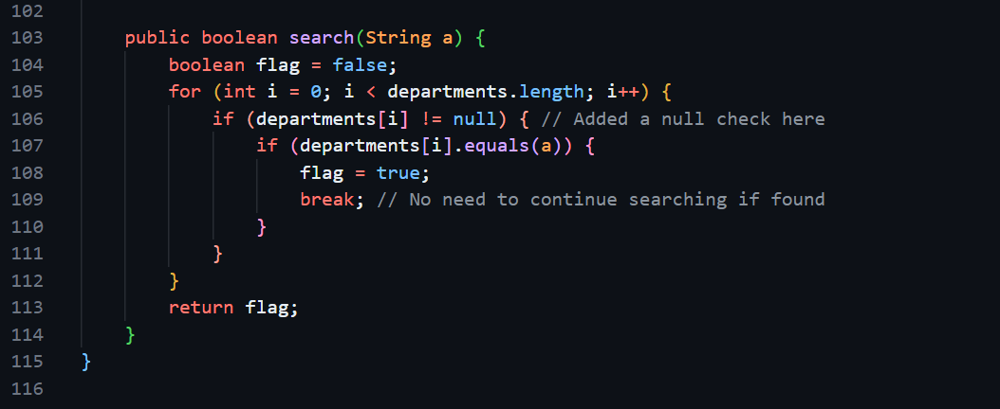 102
103 public boolean search(String a) {
104 boolean flag = false;
105 for (int i = 0; i < departments.length; i++) {
106 if (departments[i] != null) { // Added a null check here
107 if (departments[i].equals(a)) {
108 flag = true;
109 break; // No need to continue searching if found
110 }
111 }
112 }
113 return flag;
114 }
115 }
116